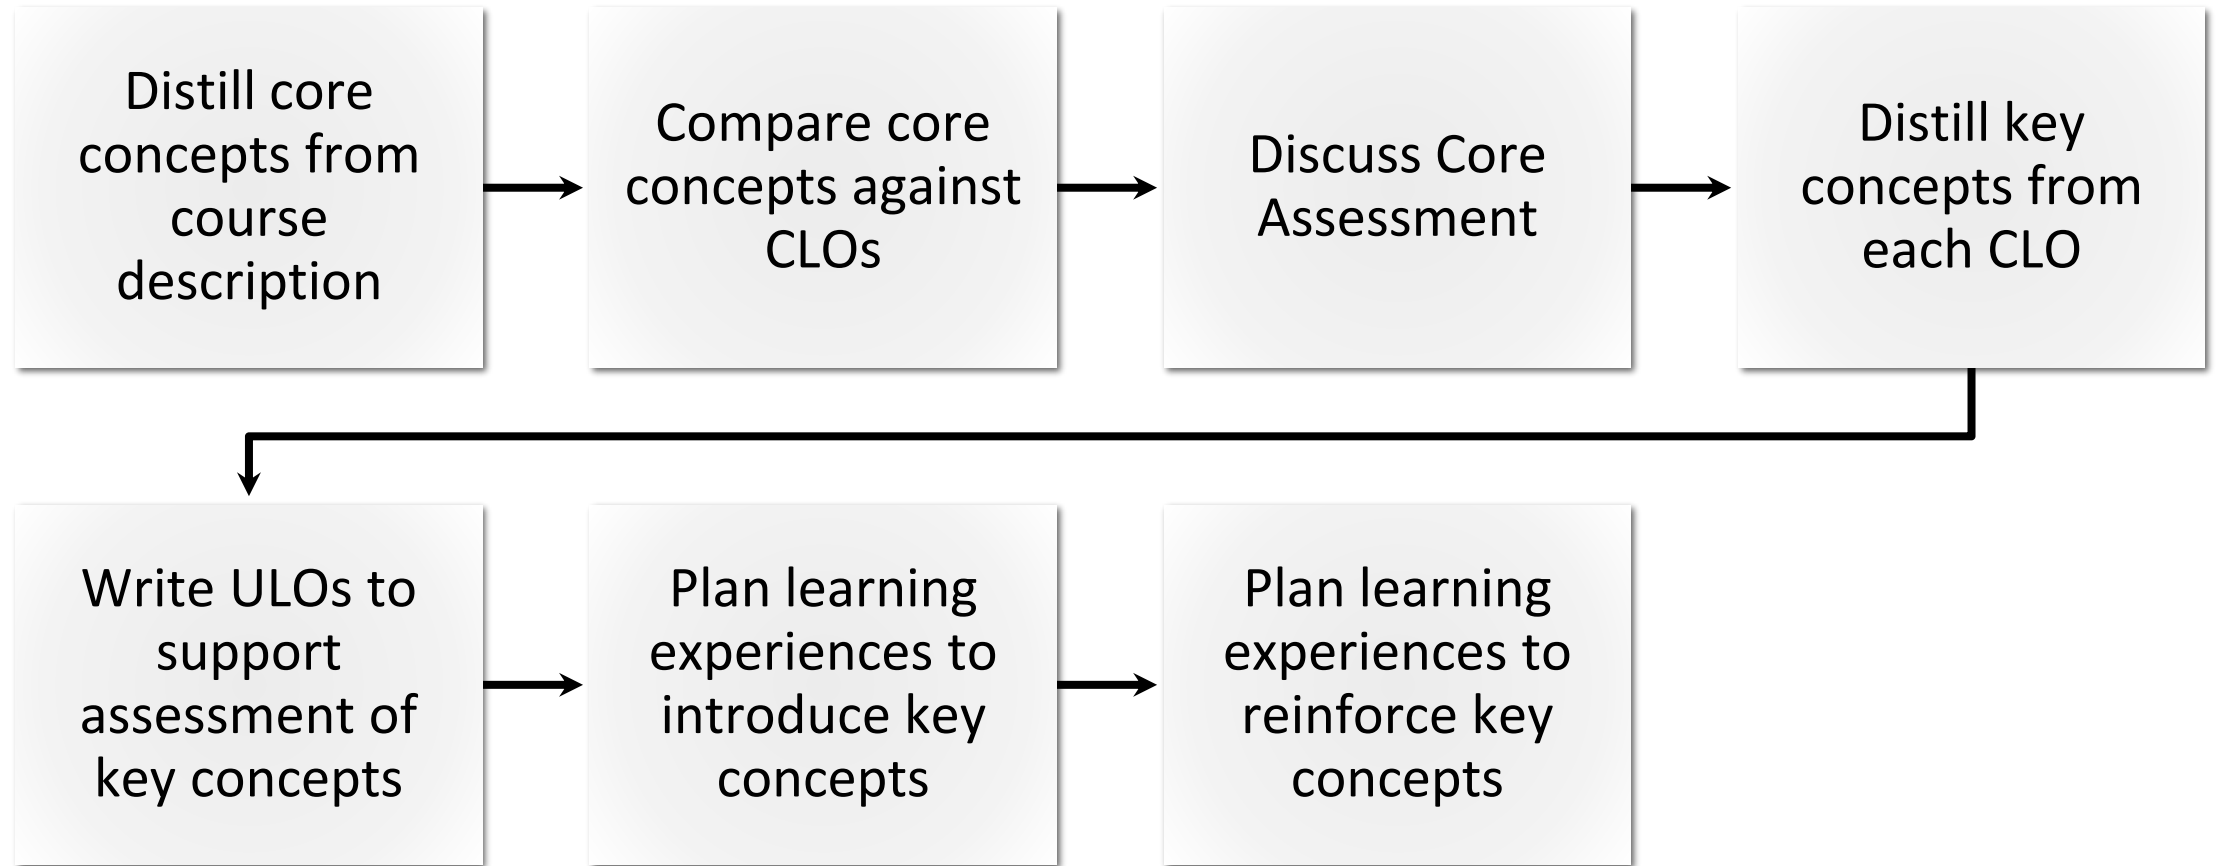 Distill core
concepts from
course
description
Compare core
concepts against
CLOs
Discuss Core
Assessment
Distill key
concepts from
each CLO
Write ULOs to
support
assessment of
key concepts
Plan learning
experiences to
introduce key
concepts
Plan learning
experiences to
reinforce key
concepts